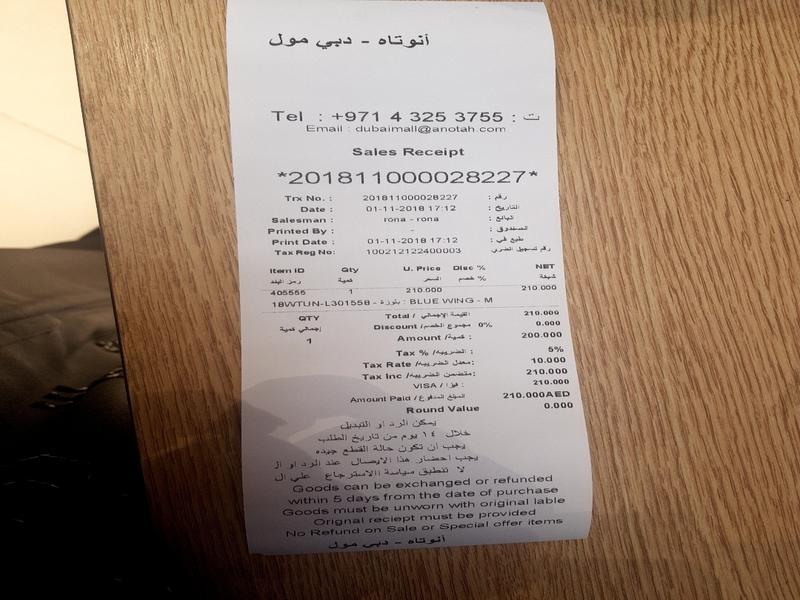 أنوتاه - دبي مول
Tel : +971 4 325 3755 : ت
Email : dubaimall@anotah.com
Sales Receipt
*201811000028227*
Trx No. : 201811000028227 رقم :
Date : 01-11-2018 17:12 التاريخ :
Salesman : rona - rona البائع :
Printed By : - الصندوق :
Print Date : 01-11-2018 17:12 طبع في :
Tax Reg No: 100212122400003 رقم تسجيل الضري
Item ID Qty U. Price Disc % NET
رمز البند كمية السعر خصم %
405555 1 210.000 210.000
18WTUN-L301558 - بلوزة : BLUE WING - M
QTY Total / القيمة الإجمالي : 210.000
إجمالي كمية Discount / مجموع الخصم: 0% 0.000
1 Amount / كمية: 200.000
Tax % / الضريبيه : 5%
Tax Rate / معدل الضريبيه: 10.000
Tax Inc / متضمن الضريبيه: 210.000
VISA / فيزا : 210.000
Amount Paid / المبلغ المدفوع: 210.000AED
Round Value 0.000
يمكن الرد او التبديل
خلال ١٤ يوم من تاريخ الطلب
يجب ان تكون حالة القطع جيده
يجب احضار هذا الايصال عند الرد او ال
لا تنطبق سياسة الاسترجاع علي ال
Goods can be exchanged or refunded
within 5 days from the date of purchase
Goods must be unworn with original lable
Orignal reciept must be provided
No Refund on Sale or Special offer items
أنوتاه - دبي مول